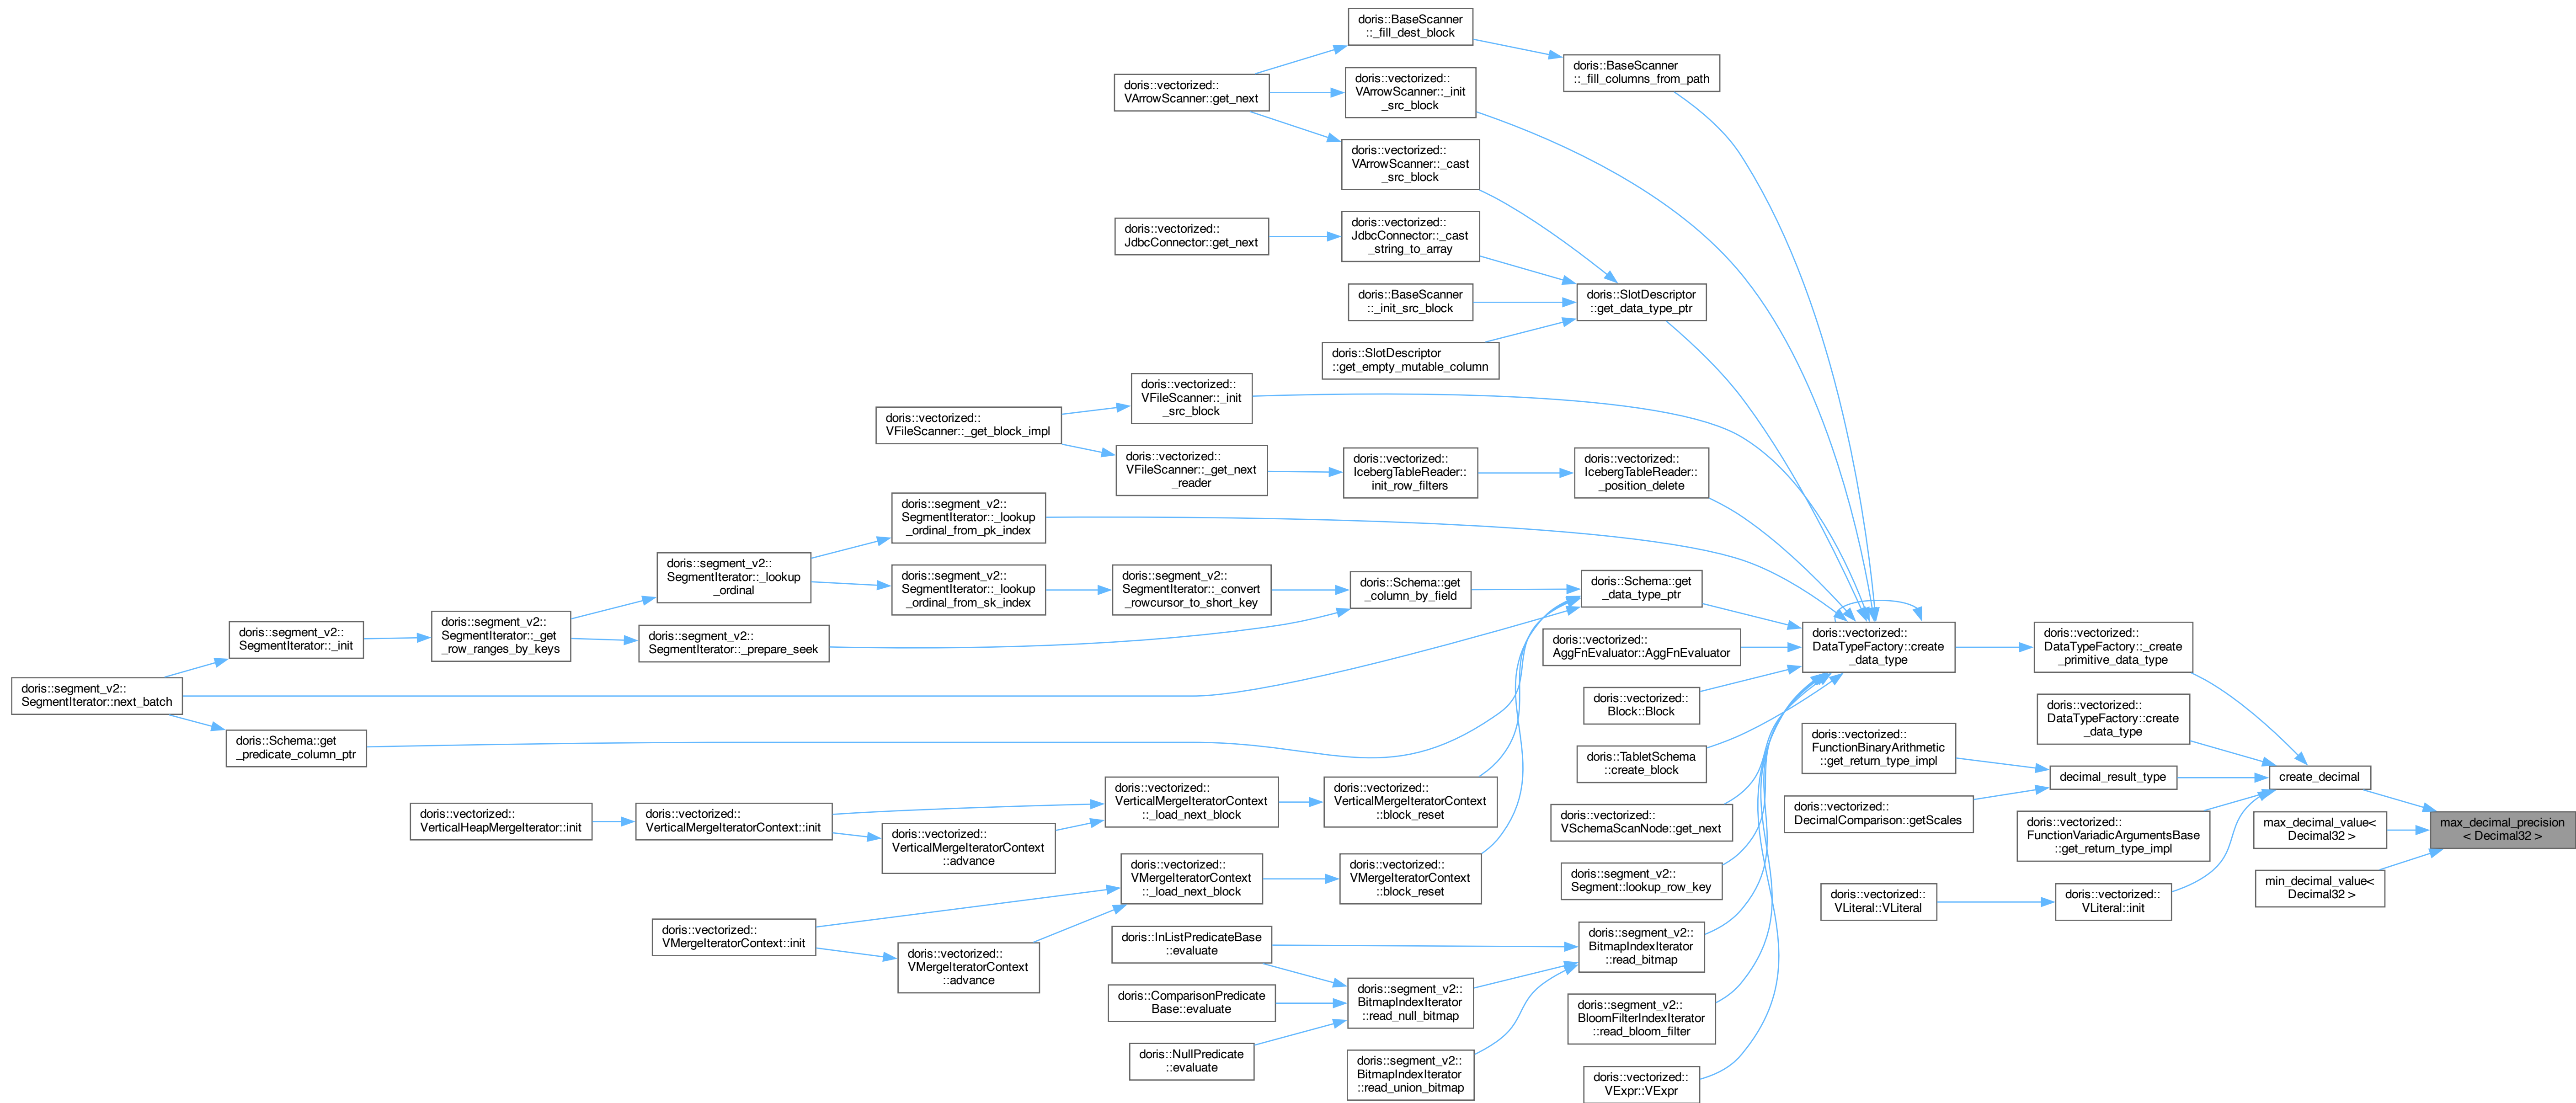 doris::BaseScanner
::_fill_dest_block
doris::BaseScanner
::_fill_columns_from_path
doris::vectorized::
VArrowScanner::get_next
doris::vectorized::
VArrowScanner::_init
_src_block
doris::vectorized::
VArrowScanner::_cast
_src_block
doris::vectorized::
JdbcConnector::get_next
doris::vectorized::
JdbcConnector::_cast
_string_to_array
doris::BaseScanner
::_init_src_block
doris::SlotDescriptor
::get_data_type_ptr
doris::SlotDescriptor
::get_empty_mutable_column
doris::vectorized::
VFileScanner::_init
_src_block
doris::vectorized::
VFileScanner::_get_block_impl
doris::vectorized::
VFileScanner::_get_next
_reader
doris::vectorized::
IcebergTableReader::
init_row_filters
doris::vectorized::
IcebergTableReader::
_position_delete
doris::segment_v2::
SegmentIterator::_lookup
_ordinal_from_pk_index
doris::segment_v2::
SegmentIterator::_lookup
_ordinal
doris::segment_v2::
SegmentIterator::_lookup
_ordinal_from_sk_index
doris::segment_v2::
SegmentIterator::_convert
_rowcursor_to_short_key
doris::Schema::get
_column_by_field
doris::Schema::get
_data_type_ptr
doris::segment_v2::
SegmentIterator::_init
doris::segment_v2::
SegmentIterator::_get
_row_ranges_by_keys
doris::segment_v2::
SegmentIterator::_prepare_seek
doris::vectorized::
AggFnEvaluator::AggFnEvaluator
doris::vectorized::
DataTypeFactory::create
_data_type
doris::vectorized::
DataTypeFactory::_create
_primitive_data_type
doris::segment_v2::
SegmentIterator::next_batch
doris::vectorized::
Block::Block
doris::vectorized::
DataTypeFactory::create
_data_type
doris::Schema::get
_predicate_column_ptr
doris::TabletSchema
::create_block
doris::vectorized::
FunctionBinaryArithmetic
::get_return_type_impl
decimal_result_type
create_decimal
doris::vectorized::
VerticalHeapMergeIterator::init
doris::vectorized::
VerticalMergeIteratorContext::init
doris::vectorized::
VerticalMergeIteratorContext
::_load_next_block
doris::vectorized::
VerticalMergeIteratorContext
::block_reset
doris::vectorized::
VerticalMergeIteratorContext
::advance
doris::vectorized::
VSchemaScanNode::get_next
doris::vectorized::
DecimalComparison::getScales
doris::vectorized::
FunctionVariadicArgumentsBase
::get_return_type_impl
max_decimal_value<
Decimal32 >
max_decimal_precision
< Decimal32 >
doris::vectorized::
VMergeIteratorContext
::_load_next_block
doris::vectorized::
VMergeIteratorContext
::block_reset
doris::segment_v2::
Segment::lookup_row_key
min_decimal_value<
Decimal32 >
doris::vectorized::
VLiteral::VLiteral
doris::vectorized::
VLiteral::init
doris::vectorized::
VMergeIteratorContext::init
doris::vectorized::
VMergeIteratorContext
::advance
doris::InListPredicateBase
::evaluate
doris::segment_v2::
BitmapIndexIterator
::read_bitmap
doris::ComparisonPredicate
Base::evaluate
doris::segment_v2::
BitmapIndexIterator
::read_null_bitmap
doris::segment_v2::
BloomFilterIndexIterator
::read_bloom_filter
doris::NullPredicate
::evaluate
doris::segment_v2::
BitmapIndexIterator
::read_union_bitmap
doris::vectorized::
VExpr::VExpr